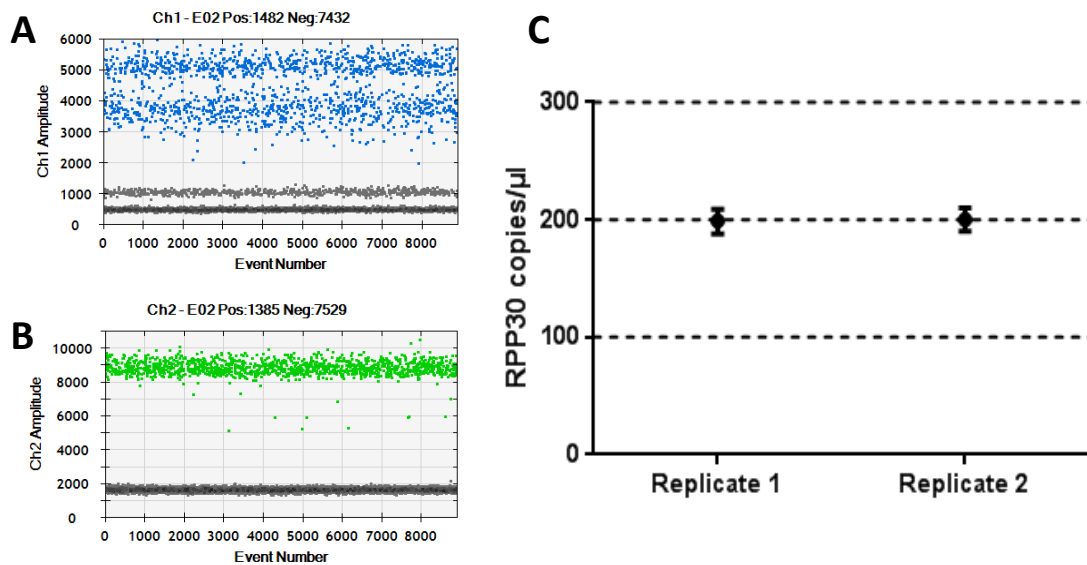 A
Ch1 - E02 Pos:1482 Neg:7432
6000
5000
4000
3000
2000
1000
0
Ch1 Amplitude
0 1000 2000 3000 4000 5000 6000 7000 8000
Event Number
B
Ch2 - E02 Pos:1385 Neg:7529
10000
8000
6000
4000
2000
0
Ch2 Amplitude
0 1000 2000 3000 4000 5000 6000 7000 8000
Event Number
C
300
200
100
0
RPP30 copies/µl
Replicate 1 Replicate 2